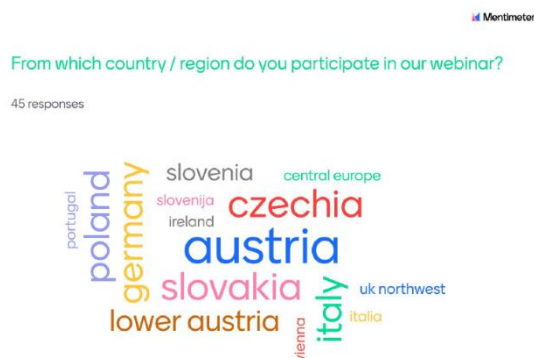 Mentimeter
From which country / region do you participate in our webinar?
45 responses
slovenia
central europe
portugal
poland
germany
slovenija
czechia
ireland
austria
slovakia
italy
uk northwest
lower austria
vienna
italia